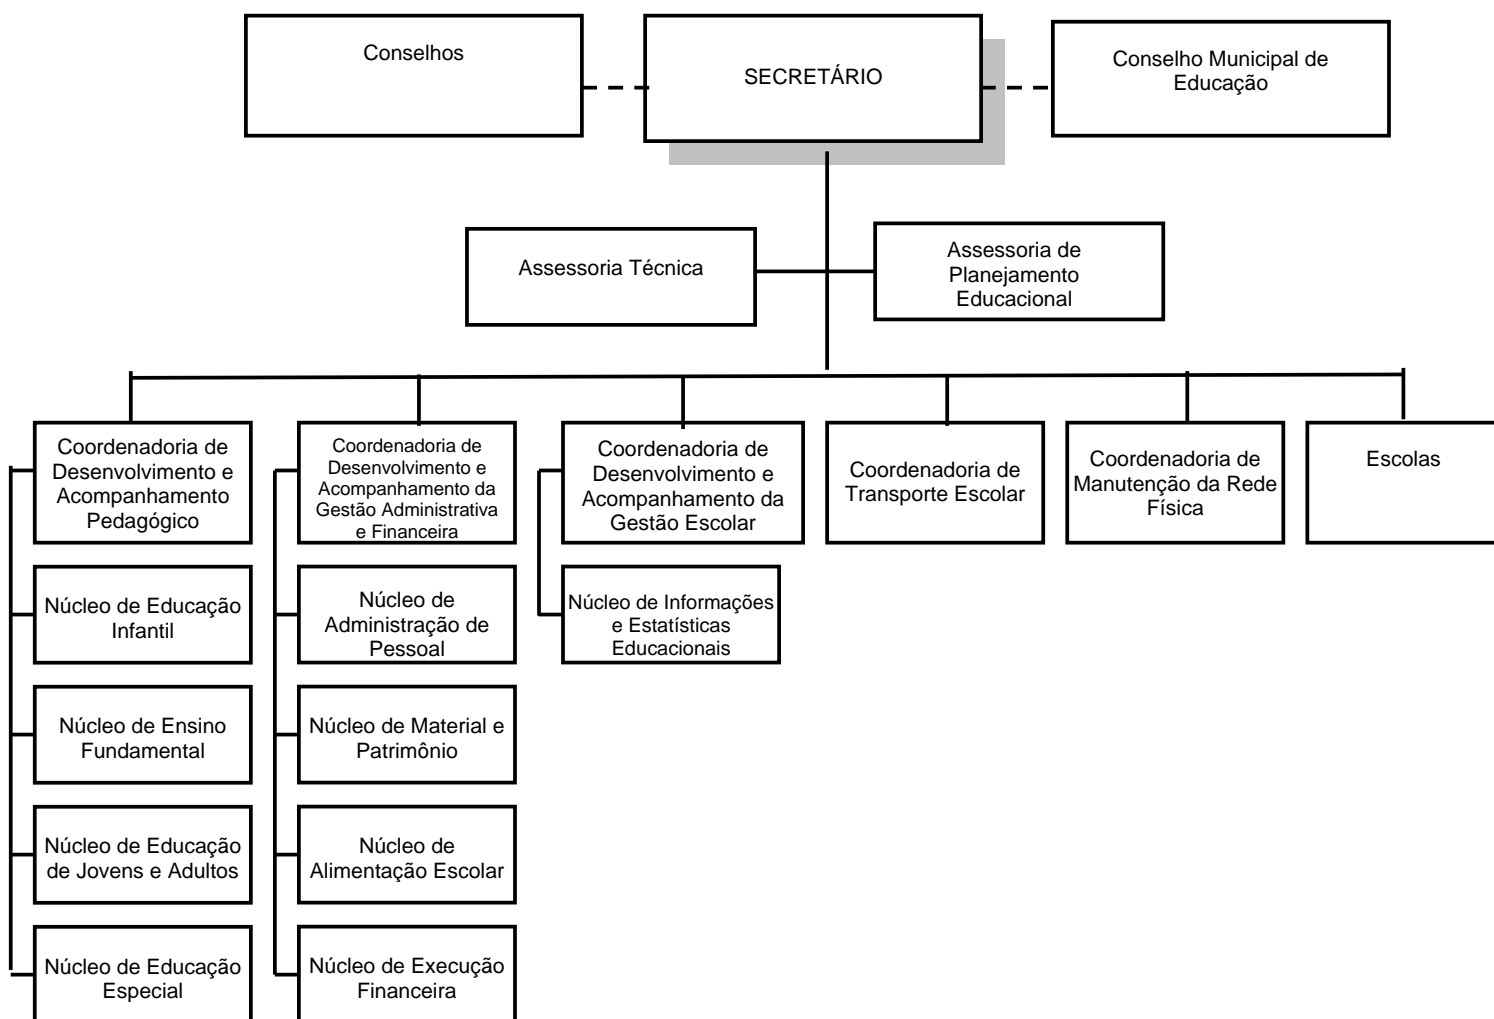 Conselhos
SECRETÁRIO
Conselho Municipal de
Educação
Assessoria Técnica
Assessoria de
Planejamento
Educacional
Coordenadoria de
Desenvolvimento e
Acompanhamento
Pedagógico
Coordenadoria de
Desenvolvimento e
Acompanhamento da
Gestão Administrativa
e Financeira
Coordenadoria de
Desenvolvimento e
Acompanhamento da
Gestão Escolar
Coordenadoria de
Transporte Escolar
Coordenadoria de
Manutenção da Rede
Física
Escolas
Núcleo de Educação
Infantil
Núcleo de
Administração de
Pessoal
Núcleo de Informações
e Estatísticas
Educacionais
Núcleo de Ensino
Fundamental
Núcleo de Material e
Patrimônio
Núcleo de Educação
de Jovens e Adultos
Núcleo de
Alimentação Escolar
Núcleo de Educação
Especial
Núcleo de Execução
Financeira